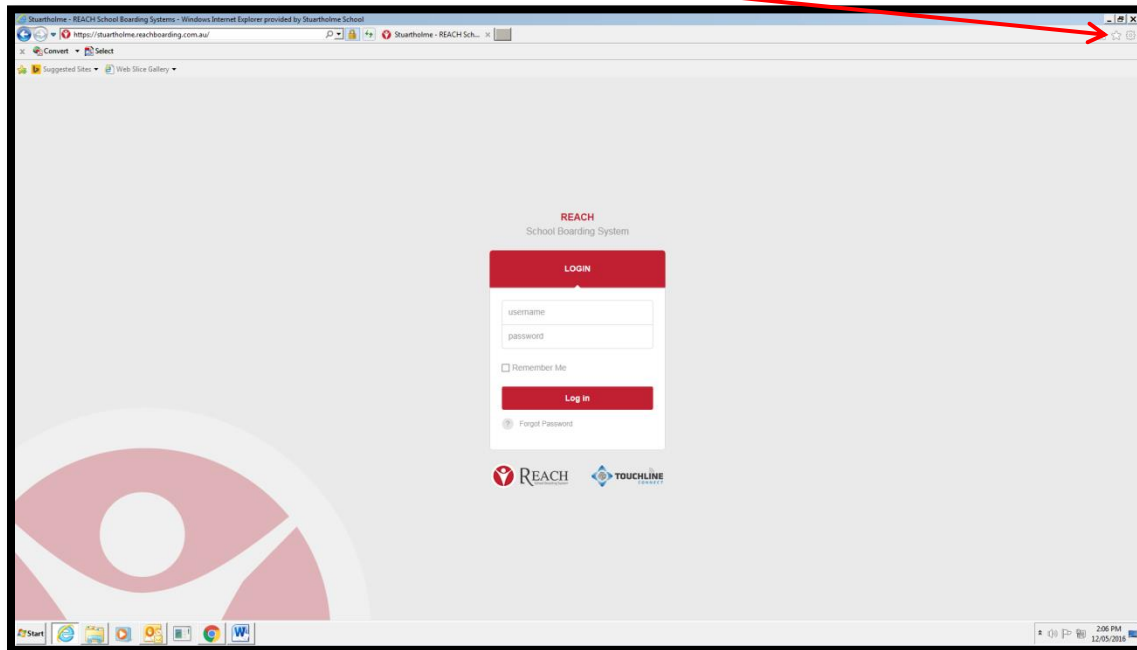 Stuartholme - REACH School Boarding Systems - Windows Internet Explorer provided by Stuartholme School
https://stuartholme.reachboarding.com.au/
Stuartholme - REACH Sch...
x Convert Select
Suggested Sites Web Slice Gallery
REACH
School Boarding System
LOGIN
username
password
Remember Me
Log in
? Forgot Password
REACH
TOUCHLINE
CONNECT
Start
2:06 PM
12/05/2016